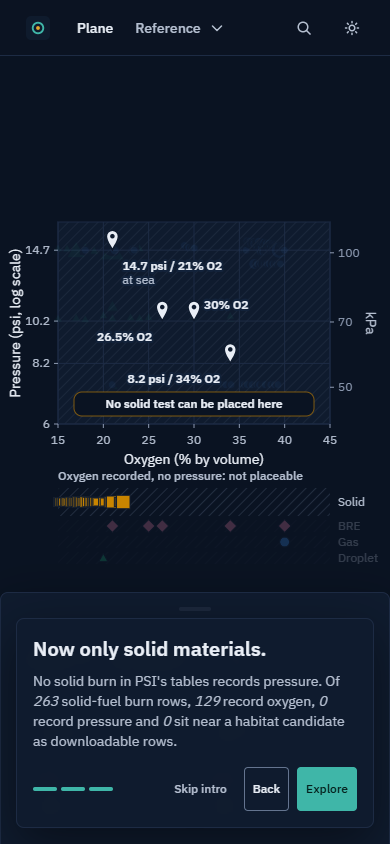 Plane Reference
14.7
10.2
8.2
6
Pressure (psi, log scale)
100
70
50
kPa
14.7 psi / 21% O2
at sea
30% O2
26.5% O2
8.2 psi / 34% O2
No solid test can be placed here
15 20 25 30 35 40 45
Oxygen (% by volume)
Oxygen recorded, no pressure: not placeable
Solid
BRE
Gas
Droplet
Now only solid materials.
No solid burn in PSI's tables records pressure. Of
263 solid-fuel burn rows, 129 record oxygen, 0
record pressure and 0 sit near a habitat candidate
as downloadable rows.
Skip intro Back Explore